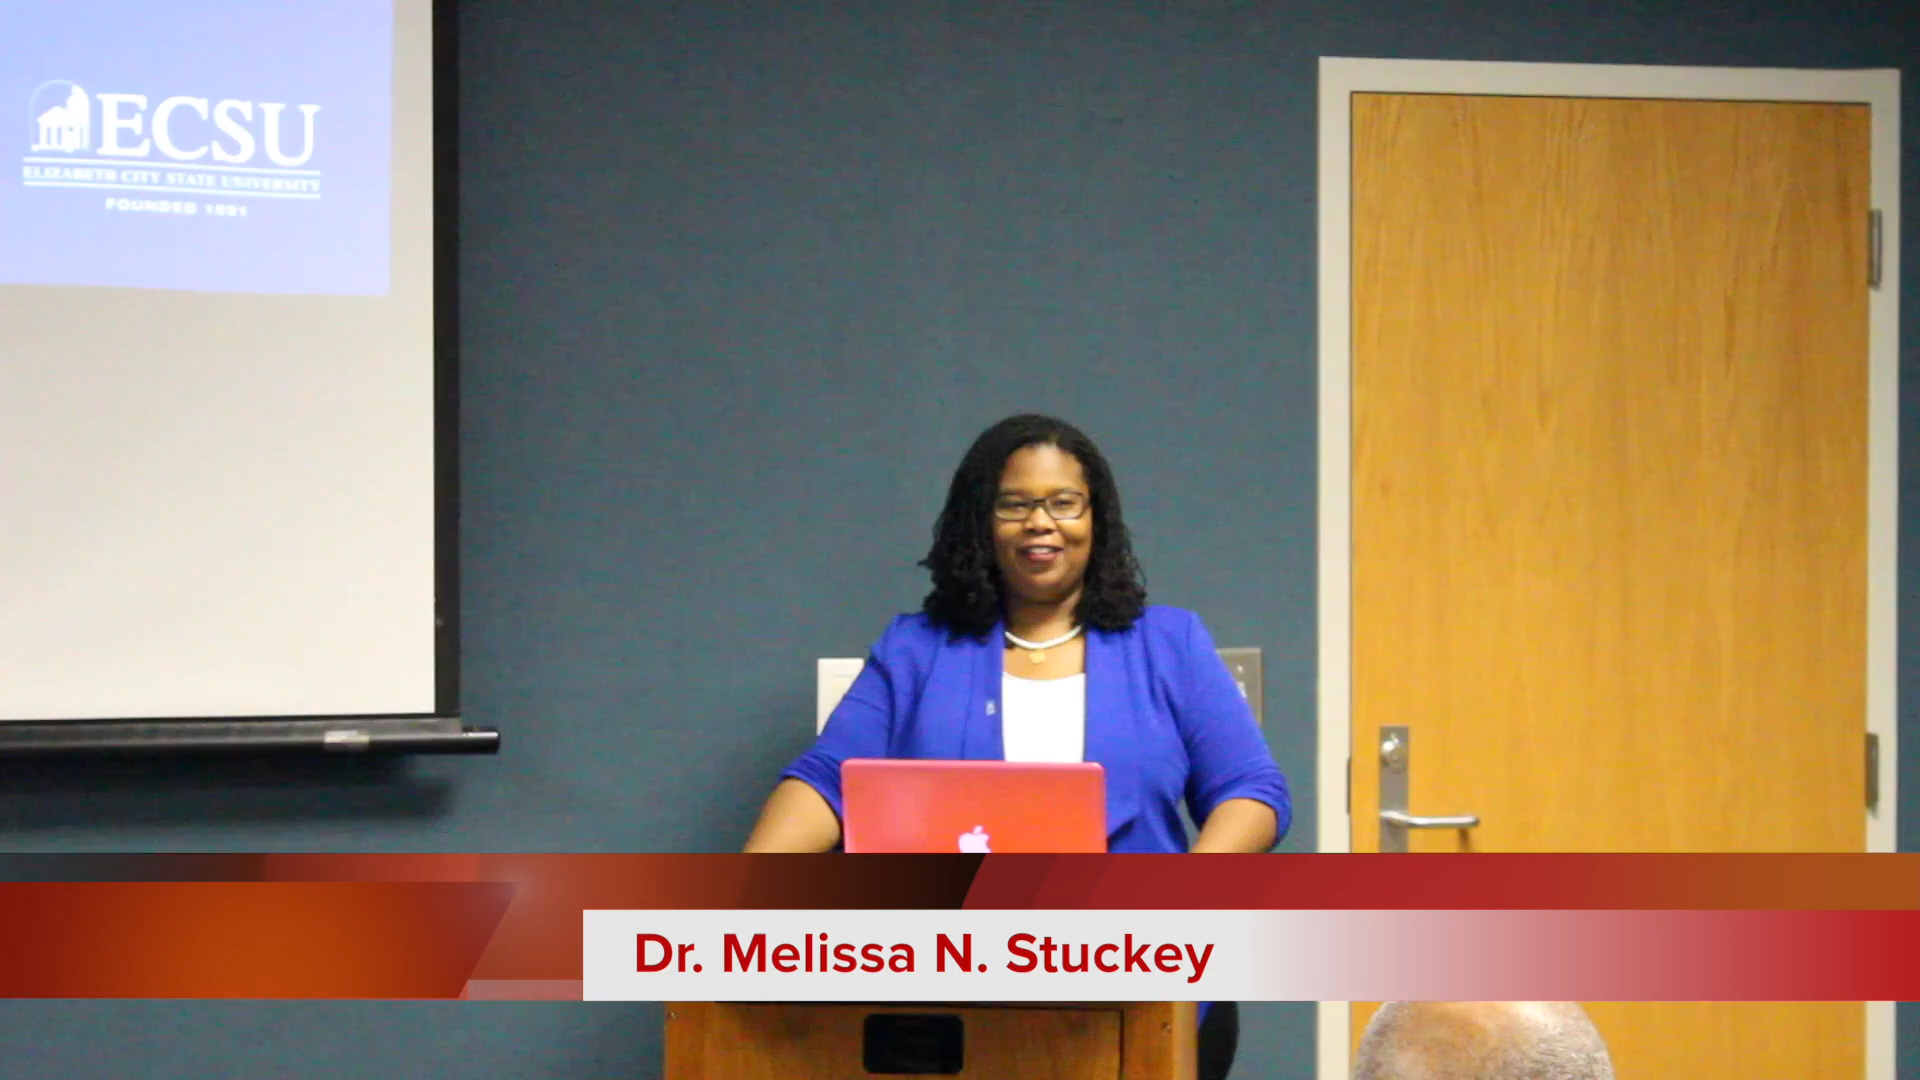 ECSU
ELIZABETH CITY STATE UNIVERSITY
FOUNDED 1891
Dr. Melissa N. Stuckey